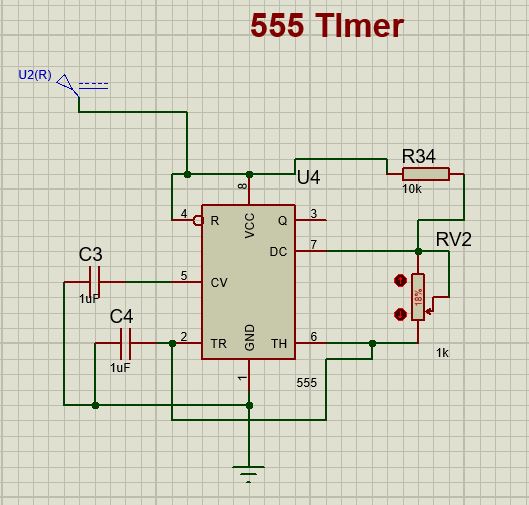 555 TImer
U2(R)
R34
10k
U4
8
4
R
VCC
Q
3
DC
7
RV2
C3
1uF
5
CV
18%
C4
1uF
2
TR
GND
TH
6
1k
1
555